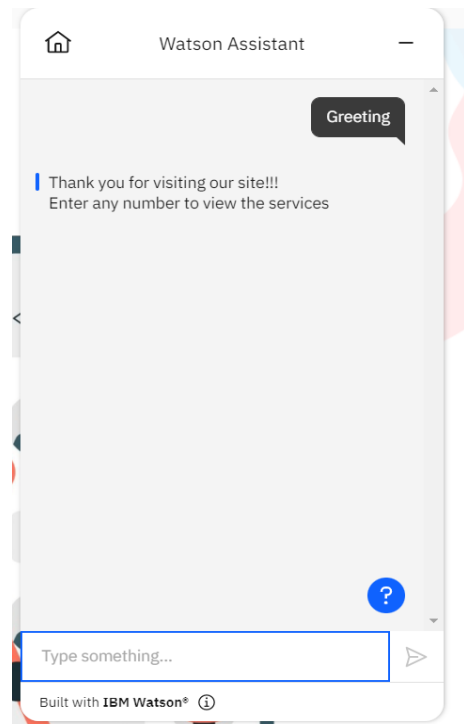 Watson Assistant
Greeting
Thank you for visiting our site!!!
Enter any number to view the services
?
Type something...
Built with IBM Watson®